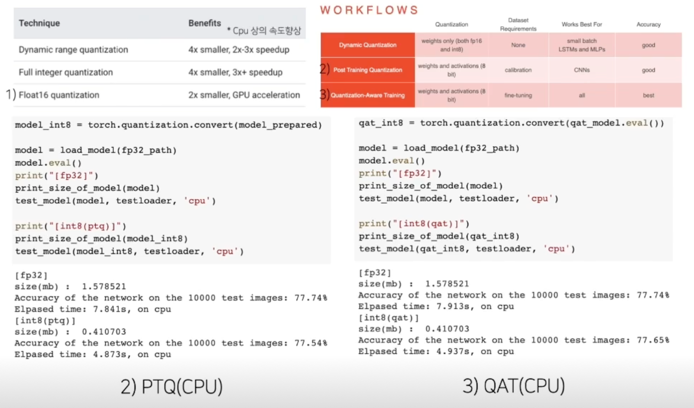 WORKFLOWS
Technique Benefits
* Cpu 상의 속도향상
Dynamic range quantization 4x smaller, 2x-3x speedup
Full integer quantization 4x smaller, 3x+ speedup
1) Float16 quantization 2x smaller, GPU acceleration
Quantization Dataset Requirements Works Best For Accuracy
Dynamic Quantization weights only (both fp16 and int8) None small batch LSTMs and MLPs good
2) Post Training Quantization weights and activations (8 bit) calibration CNNs good
3) Quantization-Aware Training weights and activations (8 bit) fine-tuning all best
model_int8 = torch.quantization.convert(model_prepared)
model = load_model(fp32_path)
model.eval()
print("[fp32]")
print_size_of_model(model)
test_model(model, testloader, 'cpu')
print("[int8(ptq)]")
print_size_of_model(model_int8)
test_model(model_int8, testloader, 'cpu')
[fp32]
size(mb) : 1.578521
Accuracy of the network on the 10000 test images: 77.74%
Elpased time: 7.841s, on cpu
[int8(ptq)]
size(mb) : 0.410703
Accuracy of the network on the 10000 test images: 77.54%
Elpased time: 4.873s, on cpu
2) PTQ(CPU)
qat_int8 = torch.quantization.convert(qat_model.eval())
model = load_model(fp32_path)
model.eval()
print("[fp32]")
print_size_of_model(model)
test_model(model, testloader, 'cpu')
print("[int8(qat)]")
print_size_of_model(qat_int8)
test_model(qat_int8, testloader, 'cpu')
[fp32]
size(mb) : 1.578521
Accuracy of the network on the 10000 test images: 77.74%
Elpased time: 7.913s, on cpu
[int8(qat)]
size(mb) : 0.410703
Accuracy of the network on the 10000 test images: 77.65%
Elpased time: 4.937s, on cpu
3) QAT(CPU)